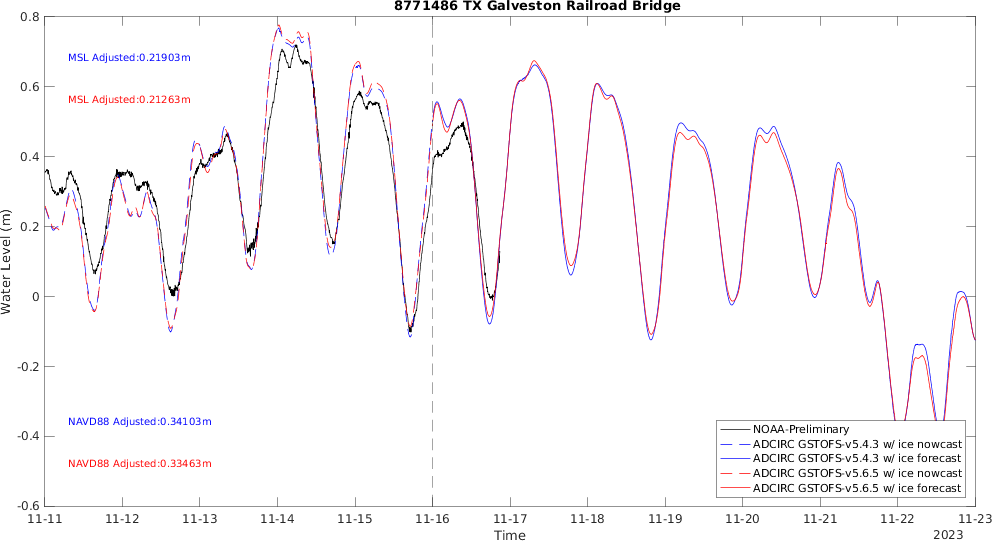 8771486 TX Galveston Railroad Bridge
0.8
MSL Adjusted:0.21903m
0.6
MSL Adjusted:0.21263m
0.4
0.2
Water Level (m)
0
-0.2
NAVD88 Adjusted:0.34103m
-0.4
NAVD88 Adjusted:0.33463m
-0.6
NOAA-Preliminary
ADCIRC GSTOFS-v5.4.3 w/ ice nowcast
ADCIRC GSTOFS-v5.4.3 w/ ice forecast
ADCIRC GSTOFS-v5.6.5 w/ ice nowcast
ADCIRC GSTOFS-v5.6.5 w/ ice forecast
11-11 11-12 11-13 11-14 11-15 11-16 11-17 11-18 11-19 11-20 11-21 11-22 11-23
Time
2023